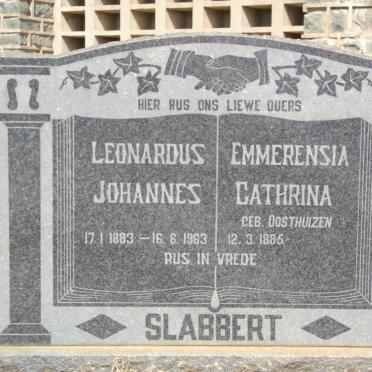 HIER RUS ONS LIEWE OUERS
LEONARDUS
JOHANNES
17. 1 1883 — 16. 6. 1963
EMMERENSIA
CATHRINA
GEB. OOSTHUIZEN
12. 3. 1885-
RUS IN VREDE
SLABBERT